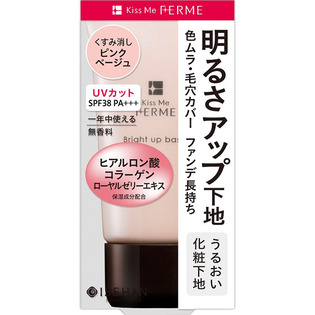 Kiss Me FERME
くすみ消し
ピンク
ベージュ
UVカット
SPF38 PA+++
一年中使える
無香料
Kiss Me
FERME
Bright up bas
ヒアルロン酸
コラーゲン
ローヤルゼリーエキス
保湿成分配合
明るさアップ下地
色ムラ・毛穴カバー ファンデ長持ち
うるおい
化粧下地
ISEHAN